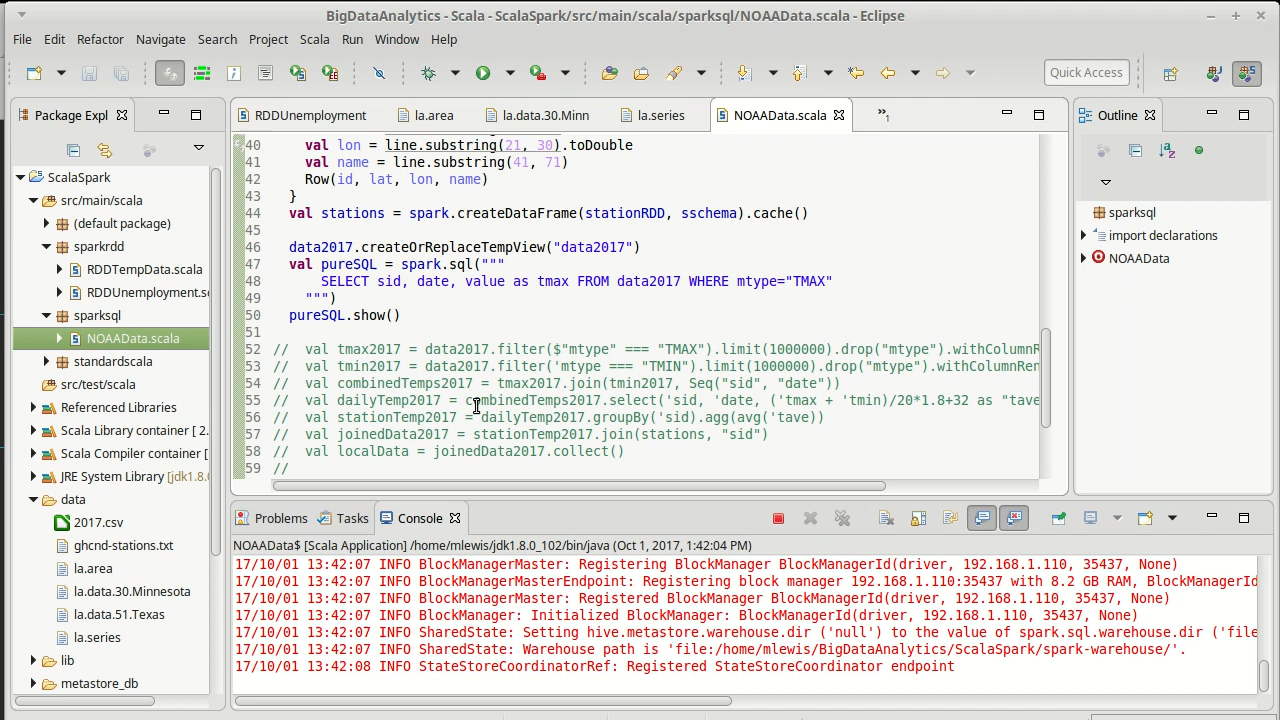 BigDataAnalytics - Scala - ScalaSpark/src/main/scala/sparksql/NOAAData.scala - Eclipse
File Edit Refactor Navigate Search Project Scala Run Window Help
Quick Access
Package Expl
RDDUnemployment
la.area
la.data.30.Minn
la.series
NOAAData.scala
»1
Outline
ScalaSpark
src/main/scala
(default package)
sparkrdd
RDDTempData.scala
RDDUnemployment.sc
sparksql
NOAAData.scala
standardscala
src/test/scala
Referenced Libraries
Scala Library container [ 2.
Scala Compiler container [
JRE System Library [jdk1.8.0
data
2017.csv
ghcnd-stations.txt
la.area
la.data.30.Minnesota
la.data.51.Texas
la.series
lib
metastore_db
40 val lon = line.substring(21, 30).toDouble
41 val name = line.substring(41, 71)
42 Row(id, lat, lon, name)
43 }
44 val stations = spark.createDataFrame(stationRDD, sschema).cache()
45
46 data2017.createOrReplaceTempView("data2017")
47 val pureSQL = spark.sql("""
48 SELECT sid, date, value as tmax FROM data2017 WHERE mtype="TMAX"
49 """)
50 pureSQL.show()
51
52 // val tmax2017 = data2017.filter($"mtype" === "TMAX").limit(1000000).drop("mtype").withColumnR
53 // val tmin2017 = data2017.filter('mtype === "TMIN").limit(1000000).drop("mtype").withColumnRen
54 // val combinedTemps2017 = tmax2017.join(tmin2017, Seq("sid", "date"))
55 // val dailyTemp2017 = combinedTemps2017.select('sid, 'date, ('tmax + 'tmin)/20*1.8+32 as "tave
56 // val stationTemp2017 = dailyTemp2017.groupBy('sid).agg(avg('tave))
57 // val joinedData2017 = stationTemp2017.join(stations, "sid")
58 // val localData = joinedData2017.collect()
59 //
sparksql
import declarations
NOAAData
Problems Tasks Console
NOAAData$ [Scala Application] /home/mlewis/jdk1.8.0_102/bin/java (Oct 1, 2017, 1:42:04 PM)
17/10/01 13:42:07 INFO BlockManagerMaster: Registering BlockManager BlockManagerId(driver, 192.168.1.110, 35437, None)
17/10/01 13:42:07 INFO BlockManagerMasterEndpoint: Registering block manager 192.168.1.110:35437 with 8.2 GB RAM, BlockManagerId
17/10/01 13:42:07 INFO BlockManagerMaster: Registered BlockManager BlockManagerId(driver, 192.168.1.110, 35437, None)
17/10/01 13:42:07 INFO BlockManager: Initialized BlockManager: BlockManagerId(driver, 192.168.1.110, 35437, None)
17/10/01 13:42:07 INFO SharedState: Setting hive.metastore.warehouse.dir ('null') to the value of spark.sql.warehouse.dir ('file
17/10/01 13:42:07 INFO SharedState: Warehouse path is 'file:/home/mlewis/BigDataAnalytics/ScalaSpark/spark-warehouse/'.
17/10/01 13:42:08 INFO StateStoreCoordinatorRef: Registered StateStoreCoordinator endpoint